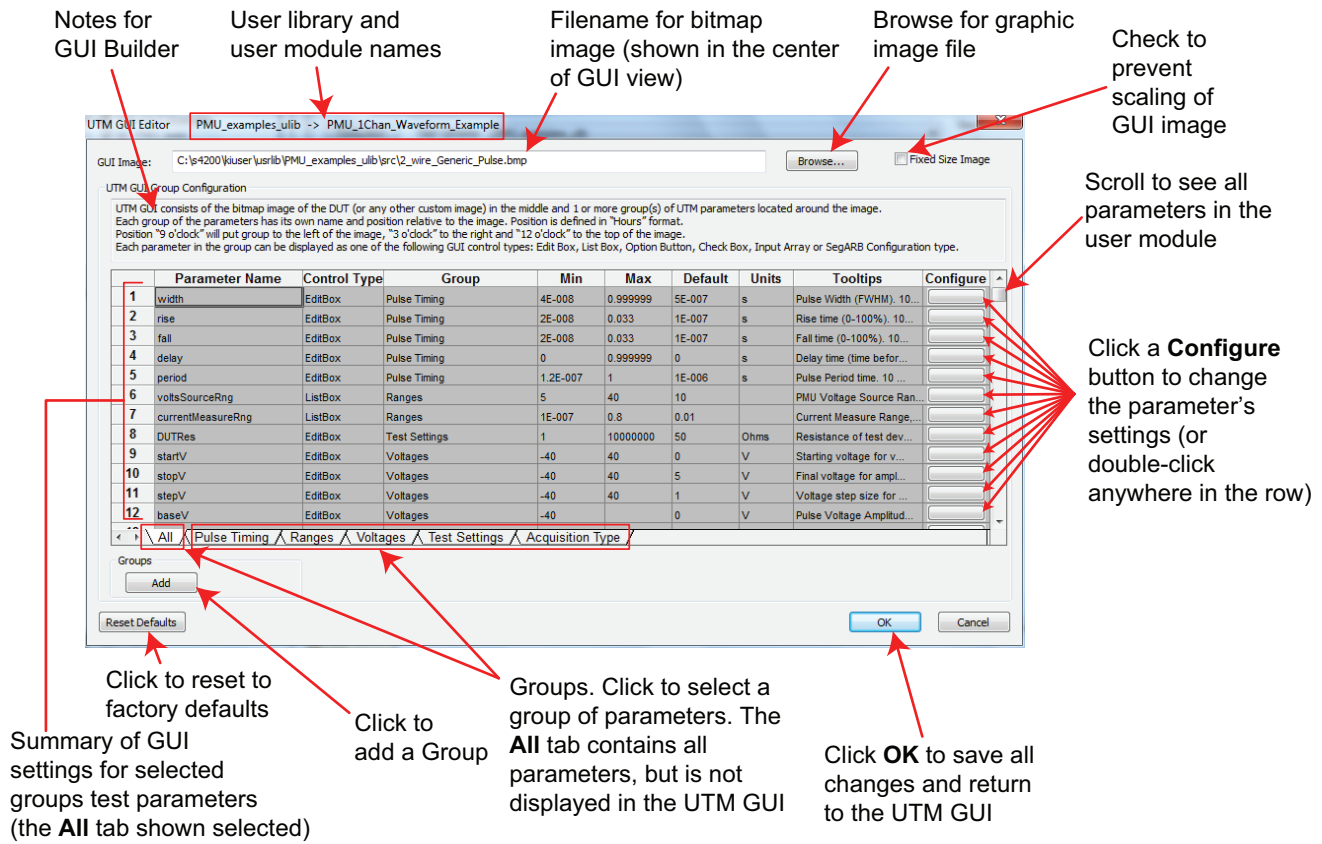 Notes for
GUI Builder
User library and
user module names
Filename for bitmap
image (shown in the center
of GUI view)
Browse for graphic
image file
Check to
prevent
scaling of
GUI image
UTM GUI Editor PMU_examples_ulib -> PMU_1Chan_Waveform_Example
GUI Image: C:\s4200\kiuser\usrlib\PMU_examples_ulib\src\2_wire_Generic_Pulse.bmp Browse... Fixed Size Image
UTM GUI Group Configuration
UTM GUI consists of the bitmap image of the DUT (or any other custom image) in the middle and 1 or more group(s) of UTM parameters located around the image.
Each group of the parameters has its own name and position relative to the image. Position is defined in "Hours" format.
Position "9 o'clock" will put group to the left of the image, "3 o'clock" to the right and "12 o'clock" to the top of the image.
Each parameter in the group can be displayed as one of the following GUI control types: Edit Box, List Box, Option Button, Check Box, Input Array or SegARB Configuration type.
Parameter Name Control Type Group Min Max Default Units Tooltips Configure
1 width EditBox Pulse Timing 4E-008 0.999999 5E-007 s Pulse Width (FWHM). 10...
2 rise EditBox Pulse Timing 2E-008 0.033 1E-007 s Rise time (0-100%). 10...
3 fall EditBox Pulse Timing 2E-008 0.033 1E-007 s Fall time (0-100%). 10...
4 delay EditBox Pulse Timing 0 0.999999 0 s Delay time (time befor...
5 period EditBox Pulse Timing 1.2E-007 1 1E-006 s Pulse Period time. 10 ...
6 voltsSourceRng ListBox Ranges 5 40 10 PMU Voltage Source Ran...
7 currentMeasureRng ListBox Ranges 1E-007 0.8 0.01 Current Measure Range,...
8 DUTRes EditBox Test Settings 1 10000000 50 Ohms Resistance of test dev...
9 startV EditBox Voltages -40 40 0 V Starting voltage for v...
10 stopV EditBox Voltages -40 40 5 V Final voltage for ampl...
11 stepV EditBox Voltages -40 40 1 V Voltage step size for ...
12 baseV EditBox Voltages -40 0 V Pulse Voltage Amplitud...
All Pulse Timing Ranges Voltages Test Settings Acquisition Type
Groups
Add
Reset Defaults OK Cancel
Scroll to see all
parameters in the
user module
Click a Configure
button to change
the parameter's
settings (or
double-click
anywhere in the row)
Click to reset to
factory defaults
Summary of GUI
settings for selected
groups test parameters
(the All tab shown selected)
Click to
add a Group
Groups. Click to select a
group of parameters. The
All tab contains all
parameters, but is not
displayed in the UTM GUI
Click OK to save all
changes and return
to the UTM GUI